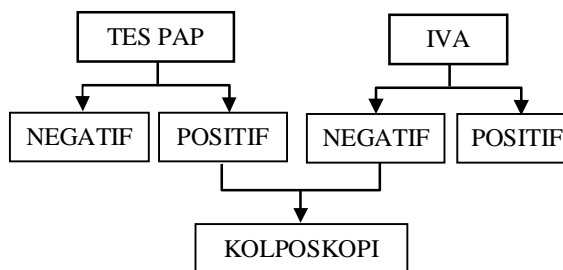 TES PAP
IVA
NEGATIF
POSITIF
NEGATIF
POSITIF
KOLPOSKOPI